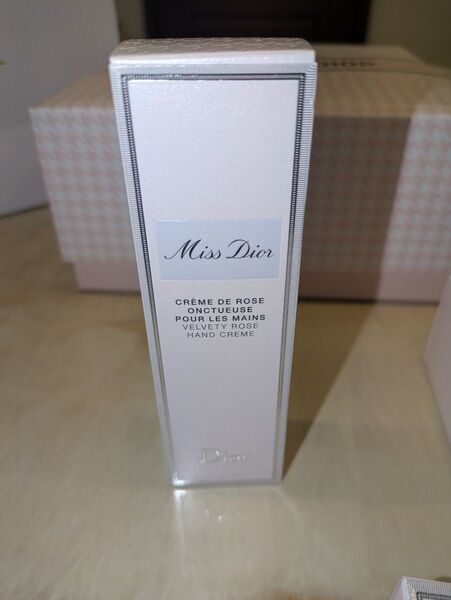 Miss Dior
CRÈME DE ROSE
ONCTUEUSE
POUR LES MAINS
VELVETY ROSE
HAND CREME
Dior